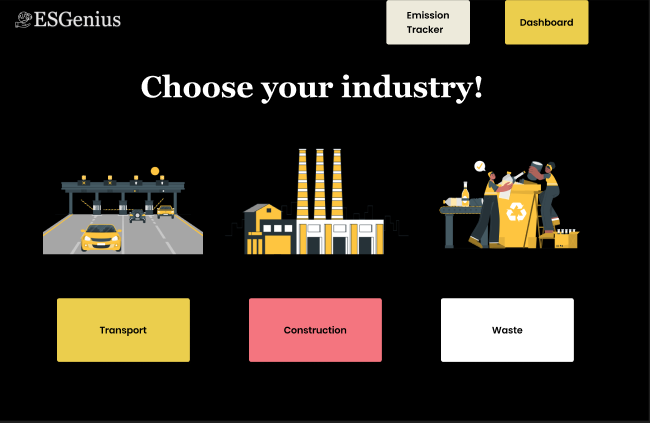 ESGenius
Emission
Tracker
Dashboard
Choose your industry!
Transport
Construction
Waste